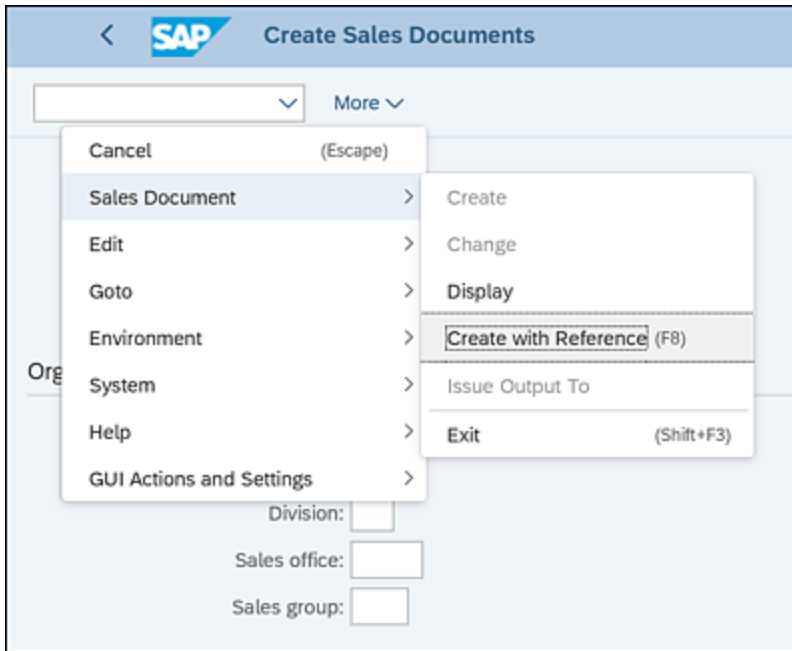 SAP Create Sales Documents
More
Cancel (Escape)
Sales Document
Edit
Goto
Environment
System
Help
GUI Actions and Settings
Create
Change
Display
Create with Reference (F8)
Issue Output To
Exit (Shift+F3)
Org
Division:
Sales office:
Sales group: